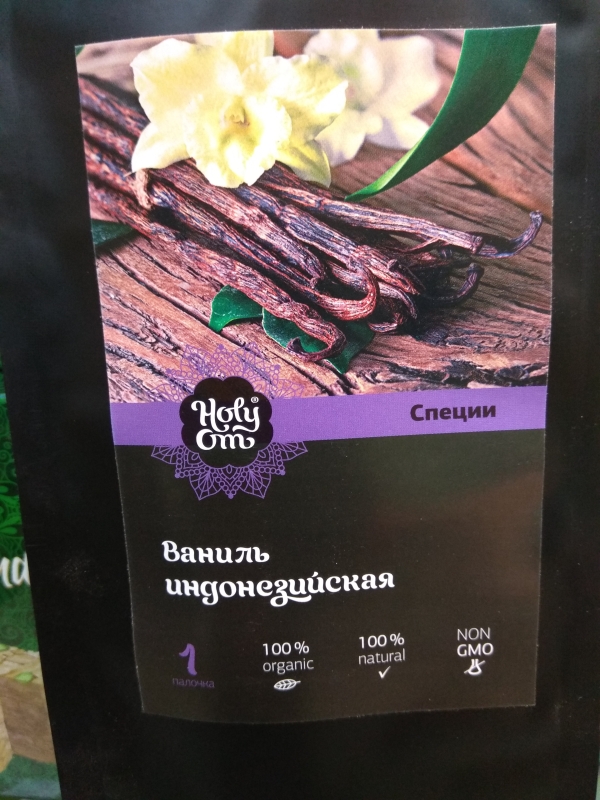 Holy®
Om
Специи
Ваниль
индонезийская
1
палочка
100%
organic
100%
natural
NON
GMO